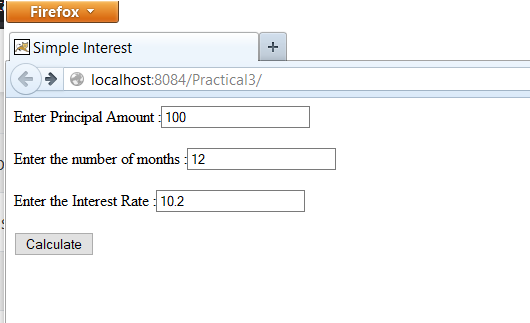 Firefox
Simple Interest
localhost:8084/Practical3/
Enter Principal Amount :100
Enter the number of months :12
Enter the Interest Rate :10.2
Calculate